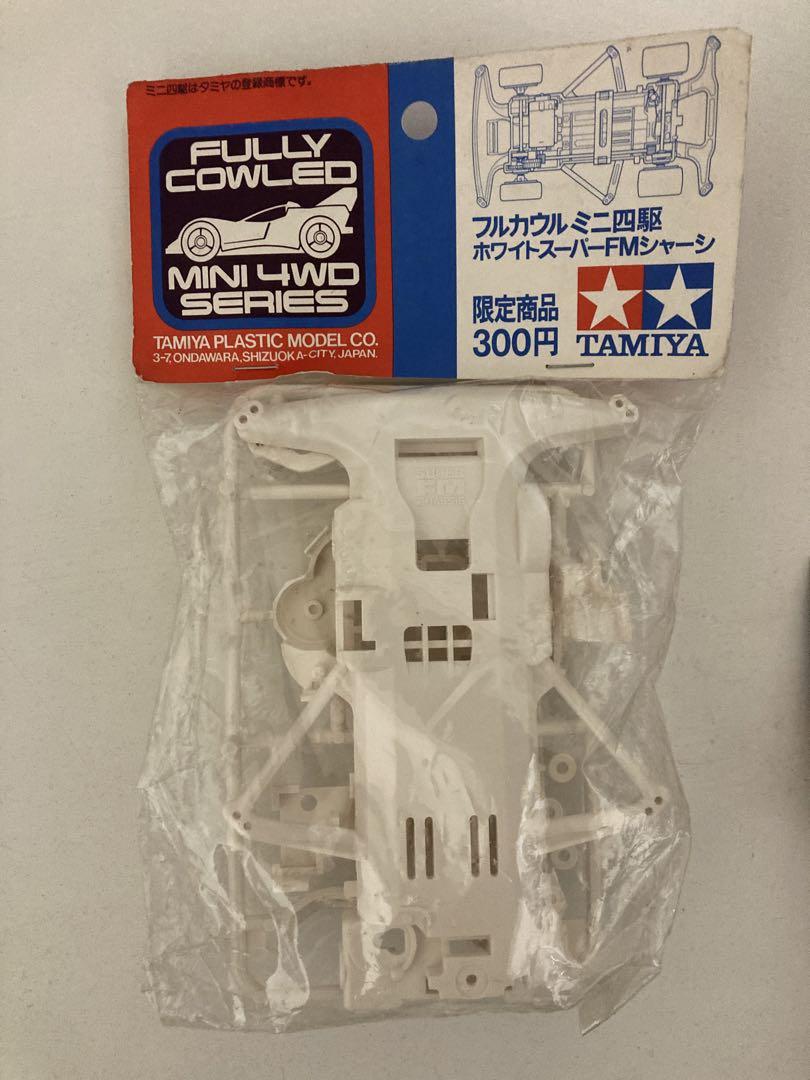 ミニ四駆はタミヤの登録商標です。
FULLY
COWLED
MINI 4WD
SERIES
TAMIYA PLASTIC MODEL CO.
3-7, ONDAWARA, SHIZUOKA-CITY, JAPAN.
フルカウルミニ四駆
ホワイトスーパーFMシャーシ
限定商品
300円
TAMIYA
SUPER
CHASSIS